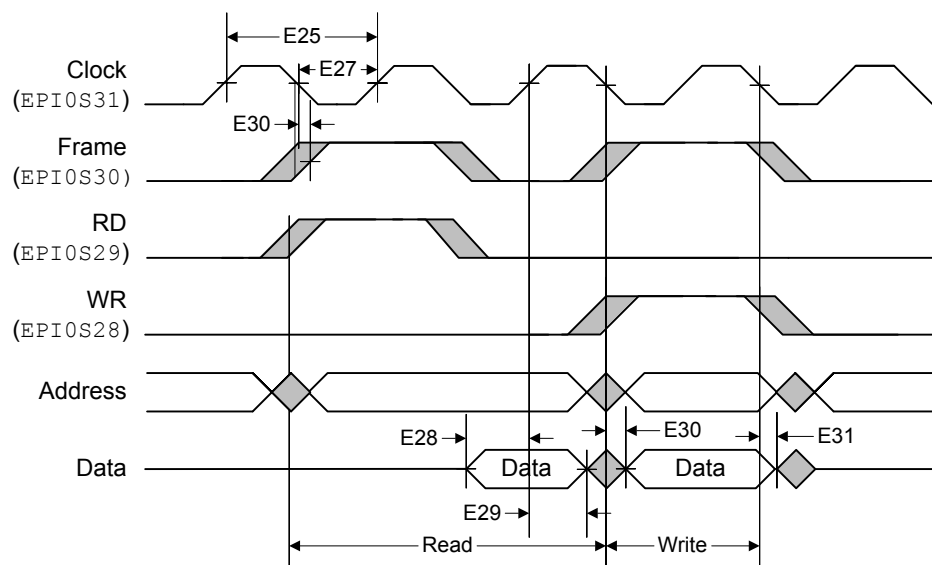 E25
Clock
E27
(EPI0S31)
E30
Frame
(EPI0S30)
RD
(EPI0S29)
WR
(EPI0S28)
Address
E28
E30
E31
Data
Data
Data
E29
Read
Write